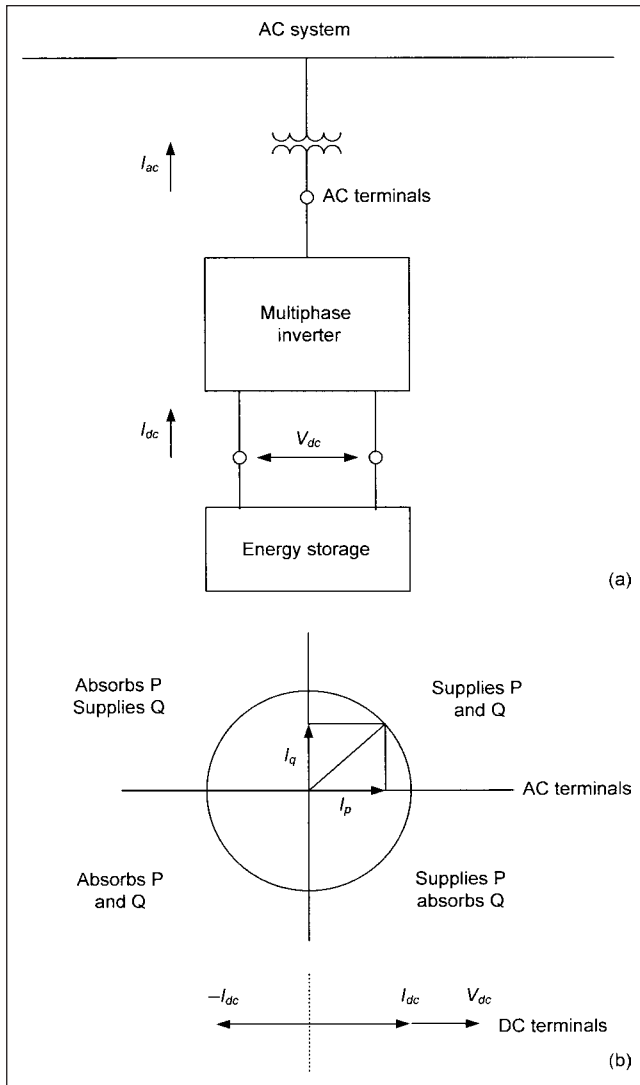 AC system
I_ac
AC terminals
Multiphase
inverter
I_dc
V_dc
Energy storage
(a)
Absorbs P
Supplies Q
Supplies P
and Q
I_q
I_p
AC terminals
Absorbs P
and Q
Supplies P
absorbs Q
–I_dc
I_dc
V_dc
DC terminals
(b)